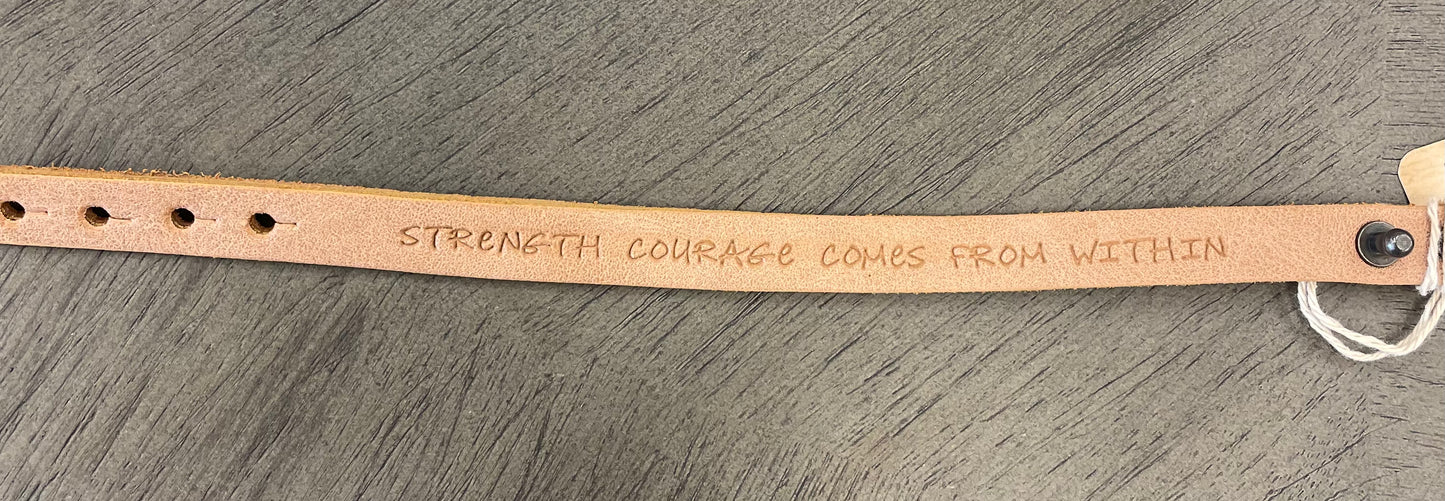 STReNGTH COURAGe COMeS FROM WITHIN